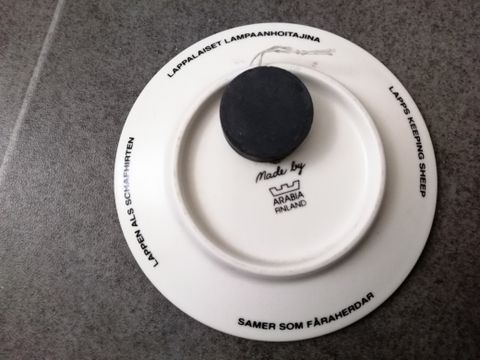 LAPPALAISET LAMPAANHOITAJINA
LAPPS KEEPING SHEEP
SAMER SOM FÅRAHERDAR
LAPPEN ALS SCHAFHIRTEN
Made by
ARABIA
FINLAND